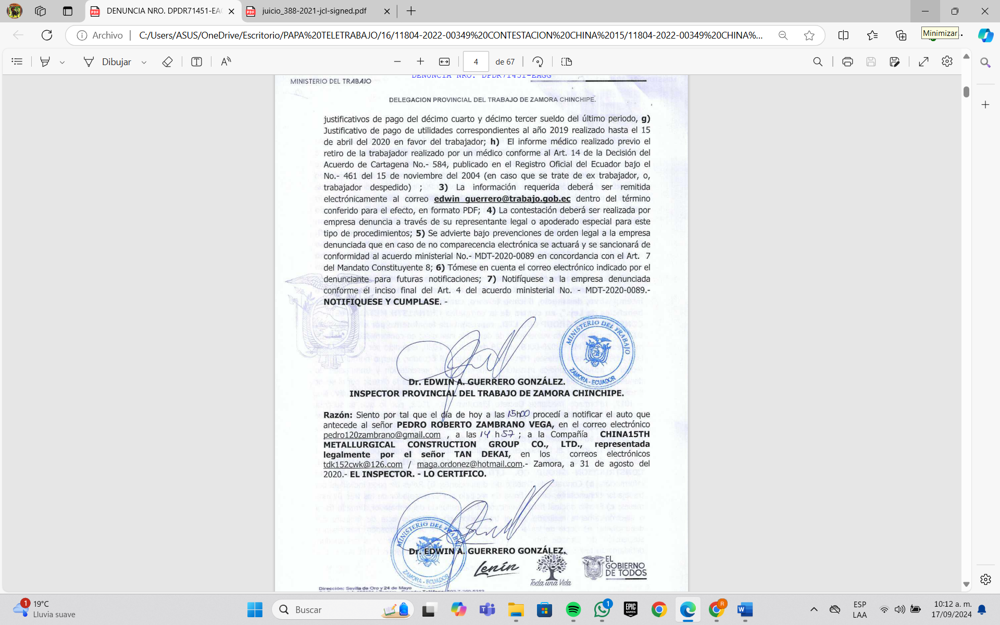 DENUNCIA NRO. DPDR71451-EAG
juicio_388-2021-jcl-signed.pdf
Archivo
C:/Users/ASUS/OneDrive/Escritorio/PAPA%20TELETRABAJO/16/11804-2022-00349%20CONTESTACION%20CHINA%2015/11804-2022-00349%20CHINA%...
Minimizar
Dibujar
4
de 67
MINISTERIO DEL TRABAJO
DENUNCIA NRO. DPDR71451-EAGG
DELEGACION PROVINCIAL DEL TRABAJO DE ZAMORA CHINCHIPE.
justificativos de pago del décimo cuarto y décimo tercer sueldo del último periodo, g)
Justificativo de pago de utilidades correspondientes al año 2019 realizado hasta el 15
de abril del 2020 en favor del trabajador; h) El informe médico realizado previo el
retiro de la trabajador realizado por un médico conforme al Art. 14 de la Decisión del
Acuerdo de Cartagena No.- 584, publicado en el Registro Oficial del Ecuador bajo el
No.- 461 del 15 de noviembre del 2004 (en caso que se trate de ex trabajador, o,
trabajador despedido) ; 3) La información requerida deberá ser remitida
electrónicamente al correo edwin_guerrero@trabajo.gob.ec dentro del término
conferido para el efecto, en formato PDF; 4) La contestación deberá ser realizada por
empresa denuncia a través de su representante legal o apoderado especial para este
tipo de procedimientos; 5) Se advierte bajo prevenciones de orden legal a la empresa
denunciada que en caso de no comparecencia electrónica se actuará y se sancionará de
conformidad al acuerdo ministerial No.- MDT-2020-0089 en concordancia con el Art. 7
del Mandato Constituyente 8; 6) Tómese en cuenta el correo electrónico indicado por el
denunciante para futuras notificaciones; 7) Notifíquese a la empresa denunciada
conforme el inciso final del Art. 4 del acuerdo ministerial No. - MDT-2020-0089.-
NOTIFIQUESE Y CUMPLASE. -
MINISTERIO DEL TRABAJO
ZAMORA - ECUADOR
Dr. EDWIN A. GUERRERO GONZÁLEZ.
INSPECTOR PROVINCIAL DEL TRABAJO DE ZAMORA CHINCHIPE.
Razón: Siento por tal que el día de hoy a las 15h00 procedí a notificar el auto que
antecede al señor PEDRO ROBERTO ZAMBRANO VEGA, en el correo electrónico
pedro120zambrano@gmail.com , a las 14 h 57 ; a la Compañía CHINA15TH
METALLURGICAL CONSTRUCTION GROUP CO., LTD., representada
legalmente por el señor TAN DEKAI, en los correos electrónicos
tdk152cwk@126.com / maga.ordonez@hotmail.com.- Zamora, a 31 de agosto del
2020.- EL INSPECTOR. - LO CERTIFICO.
MINISTERIO DEL TRABAJO
ZAMORA - ECUADOR
Dr. EDWIN A. GUERRERO GONZÁLEZ.
Lenín
Toda una Vida
EL
GOBIERNO
DE TODOS
Dirección: Sevilla de Oro y 24 de Mayo
1
19°C
Lluvia suave
Buscar
1
EPIC
GAMES
R
ESP
LAA
10:12 a. m.
17/09/2024